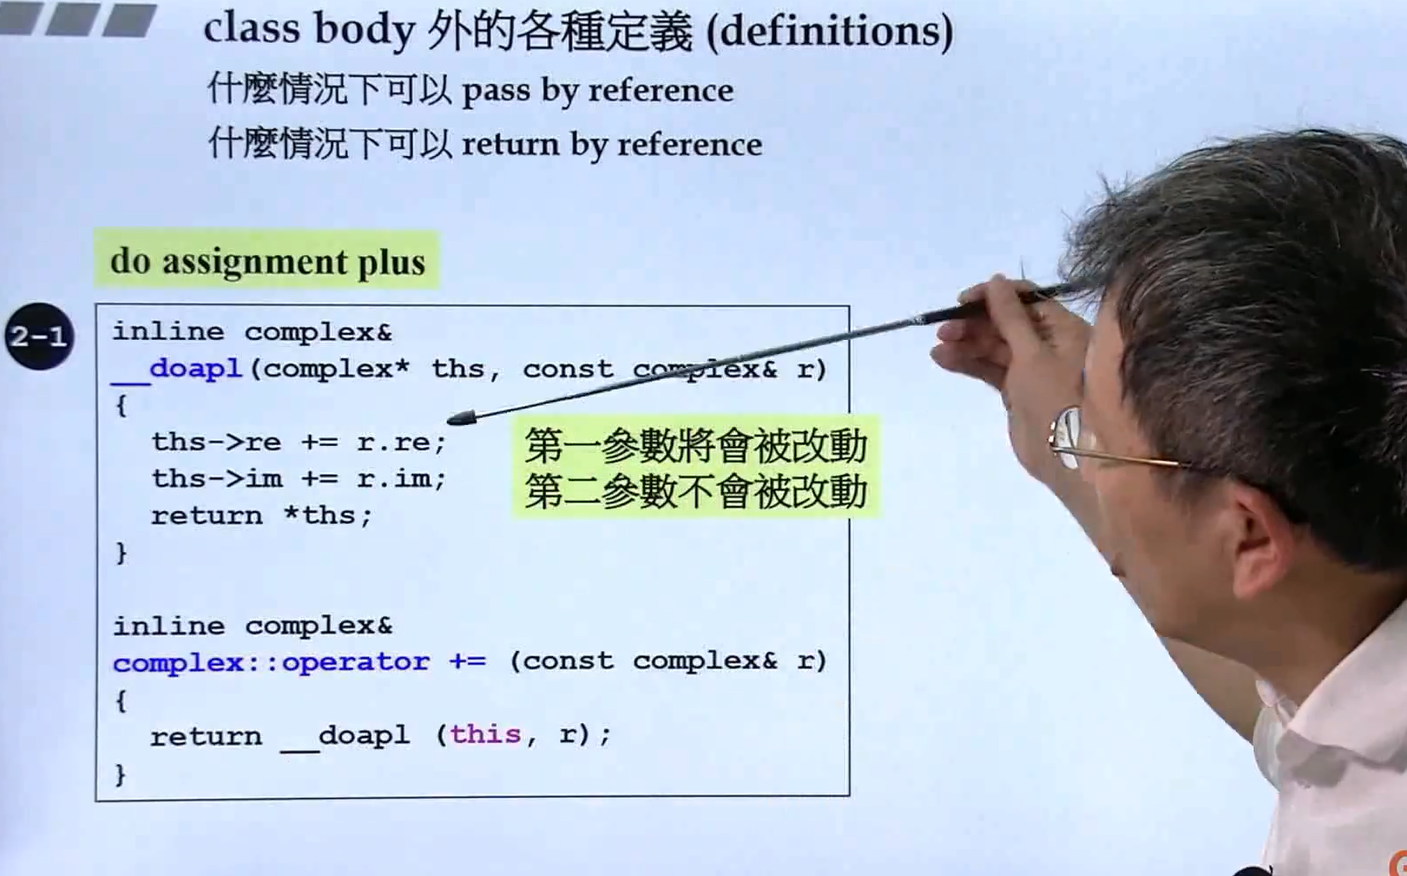 class body 外的各種定義 (definitions)
什麼情況下可以 pass by reference
什麼情況下可以 return by reference
do assignment plus
2-1
inline complex&
__doapl(complex* ths, const complex& r)
{
ths->re += r.re;
ths->im += r.im;
return *ths;
}
第一參數將會被改動
第二參數不會被改動
inline complex&
complex::operator += (const complex& r)
{
return __doapl (this, r);
}